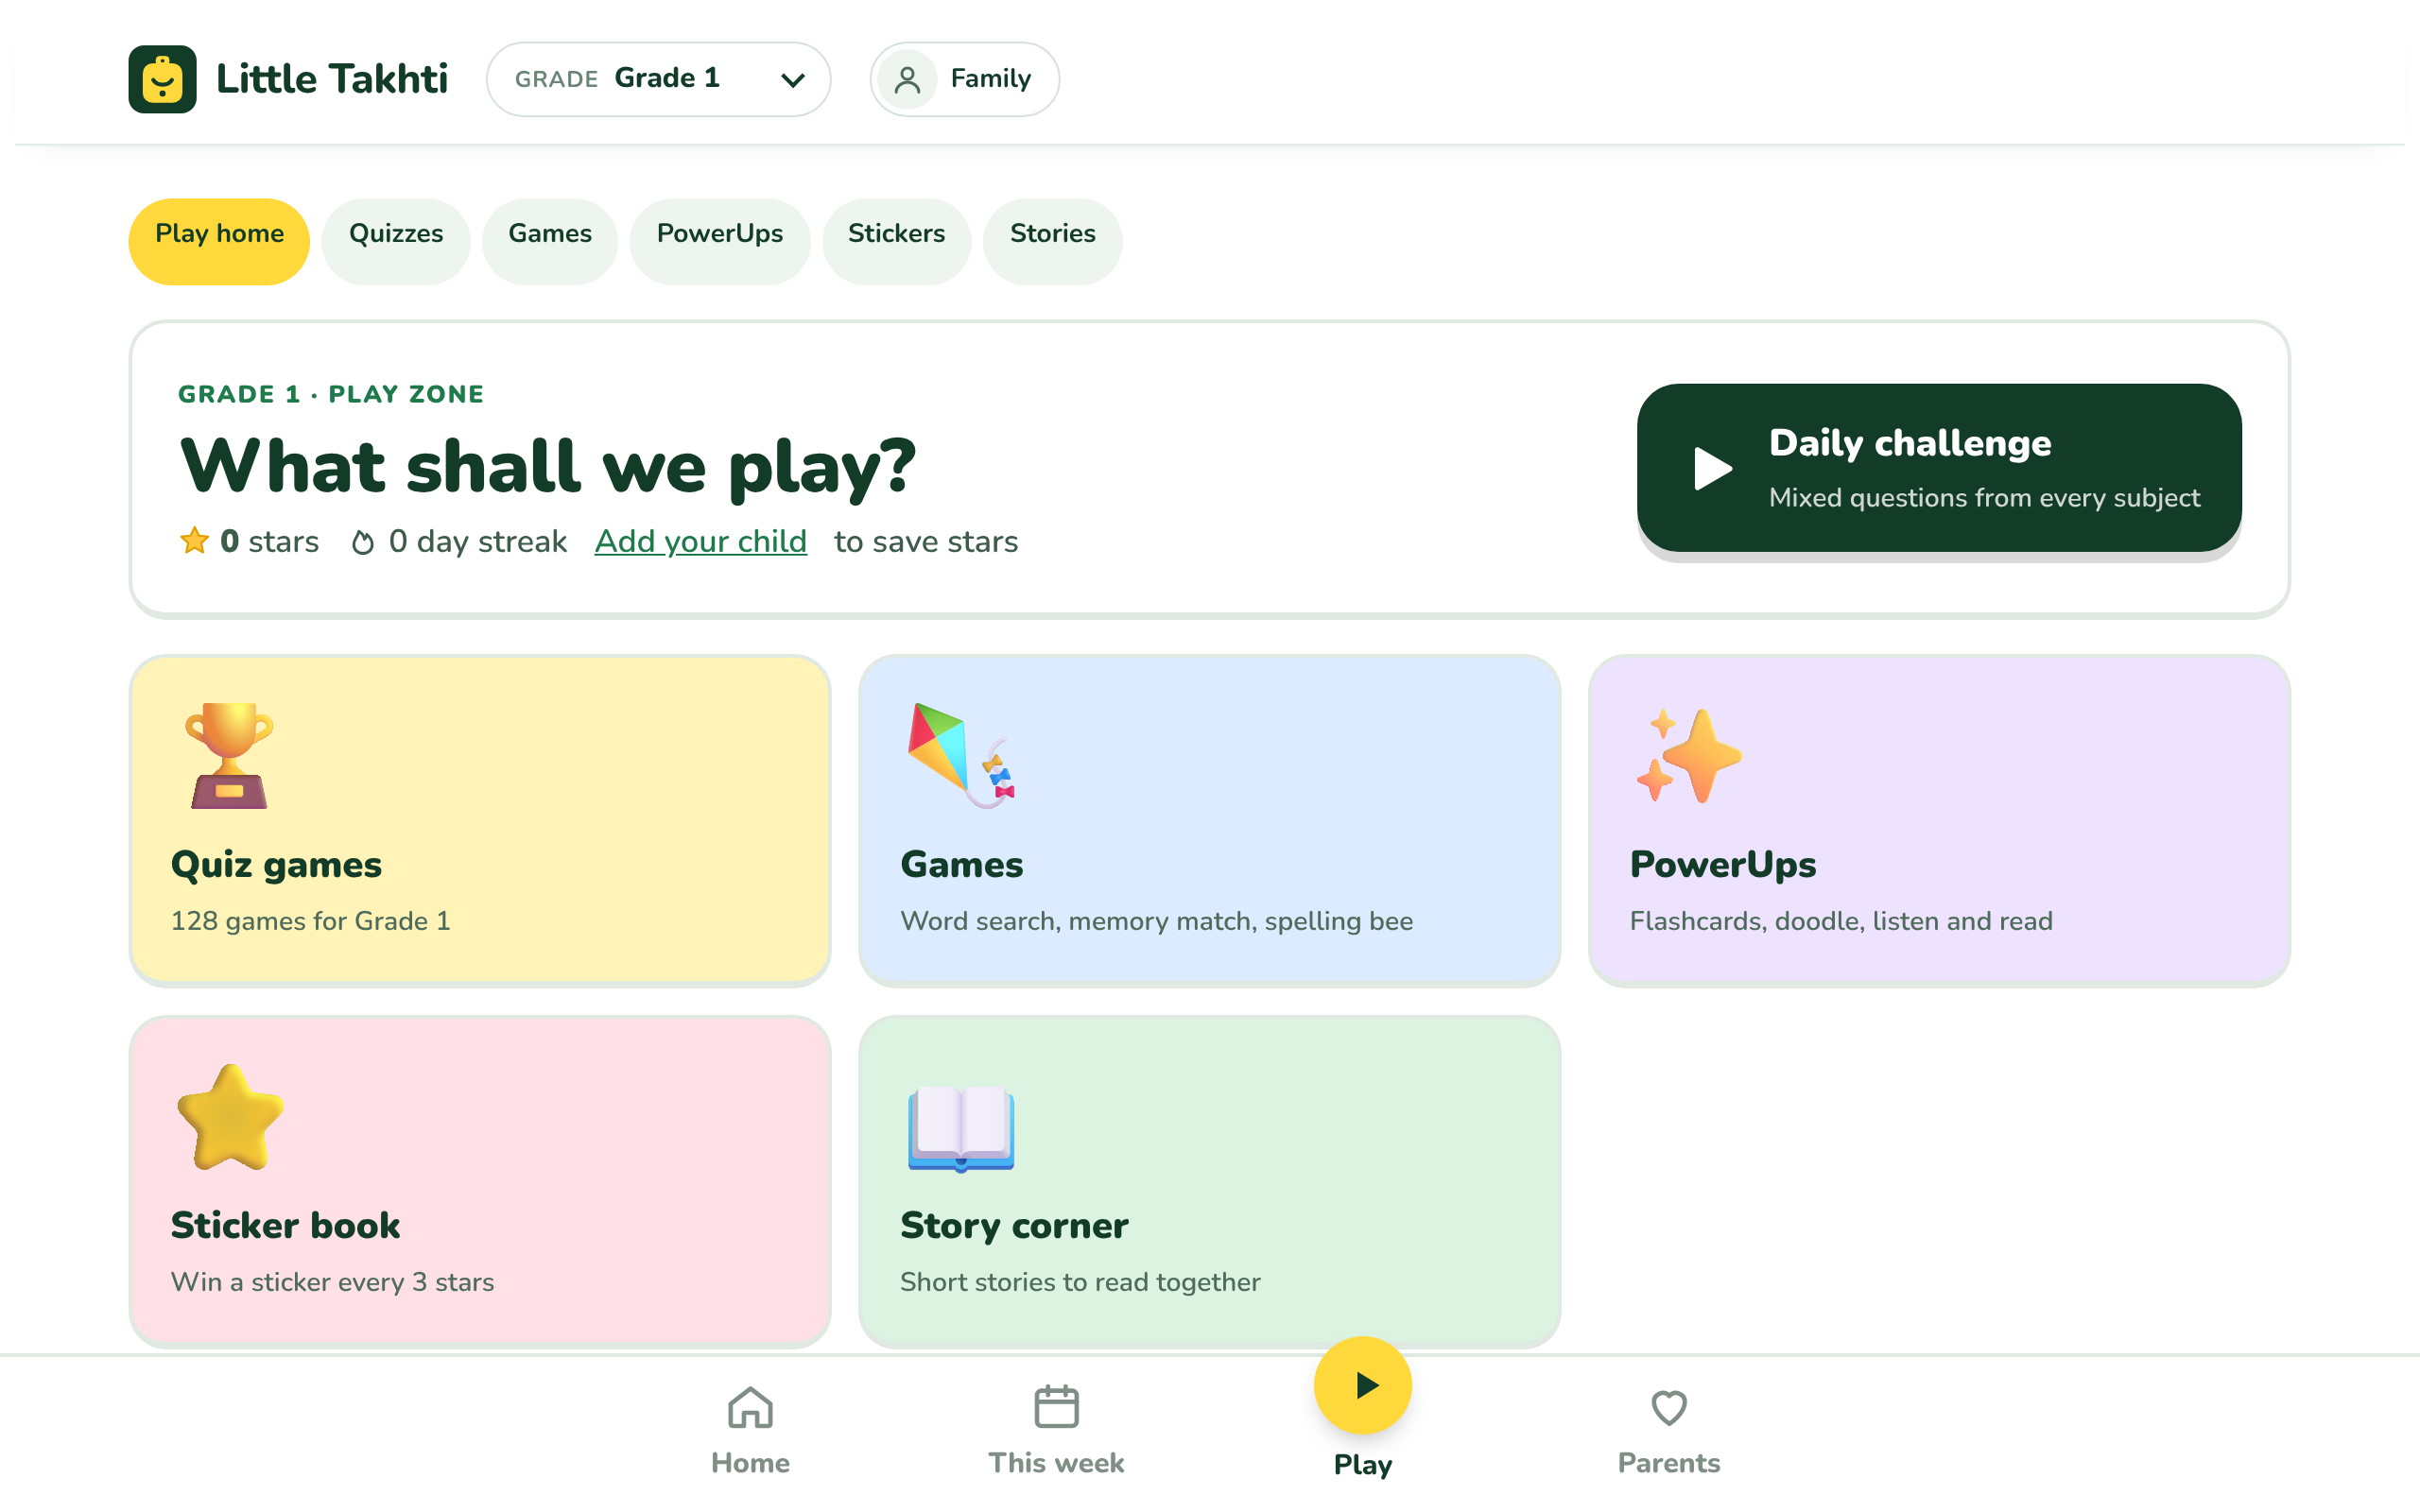 Little Takhti
GRADE Grade 1
Family
Play home
Quizzes
Games
PowerUps
Stickers
Stories
GRADE 1 · PLAY ZONE
What shall we play?
0 stars 0 day streak Add your child to save stars
Daily challenge
Mixed questions from every subject
Quiz games
128 games for Grade 1
Games
Word search, memory match, spelling bee
PowerUps
Flashcards, doodle, listen and read
Sticker book
Win a sticker every 3 stars
Story corner
Short stories to read together
Home
This week
Play
Parents